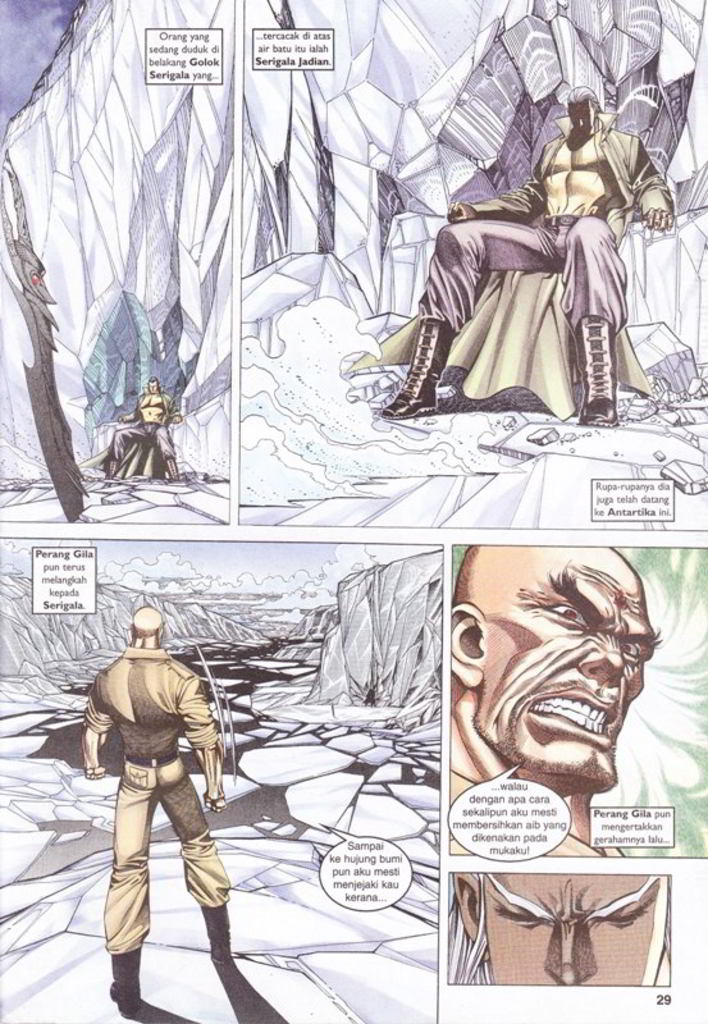 Orang yang
sedang duduk di
belakang Golok
Serigala yang...
...tercacak di atas
air batu itu ialah
Serigala Jadian.
Rupa-rupanya dia
juga telah datang
ke Antartika ini.
Perang Gila
pun terus
melangkah
kepada
Serigala.
Sampai
ke hujung bumi
pun aku mesti
menjejaki kau
kerana...
...walau
dengan apa cara
sekalipun aku mesti
membersihkan aib yang
dikenakan pada
mukaku!
Perang Gila pun
mengertakkan
gerahamnya lalu...
29